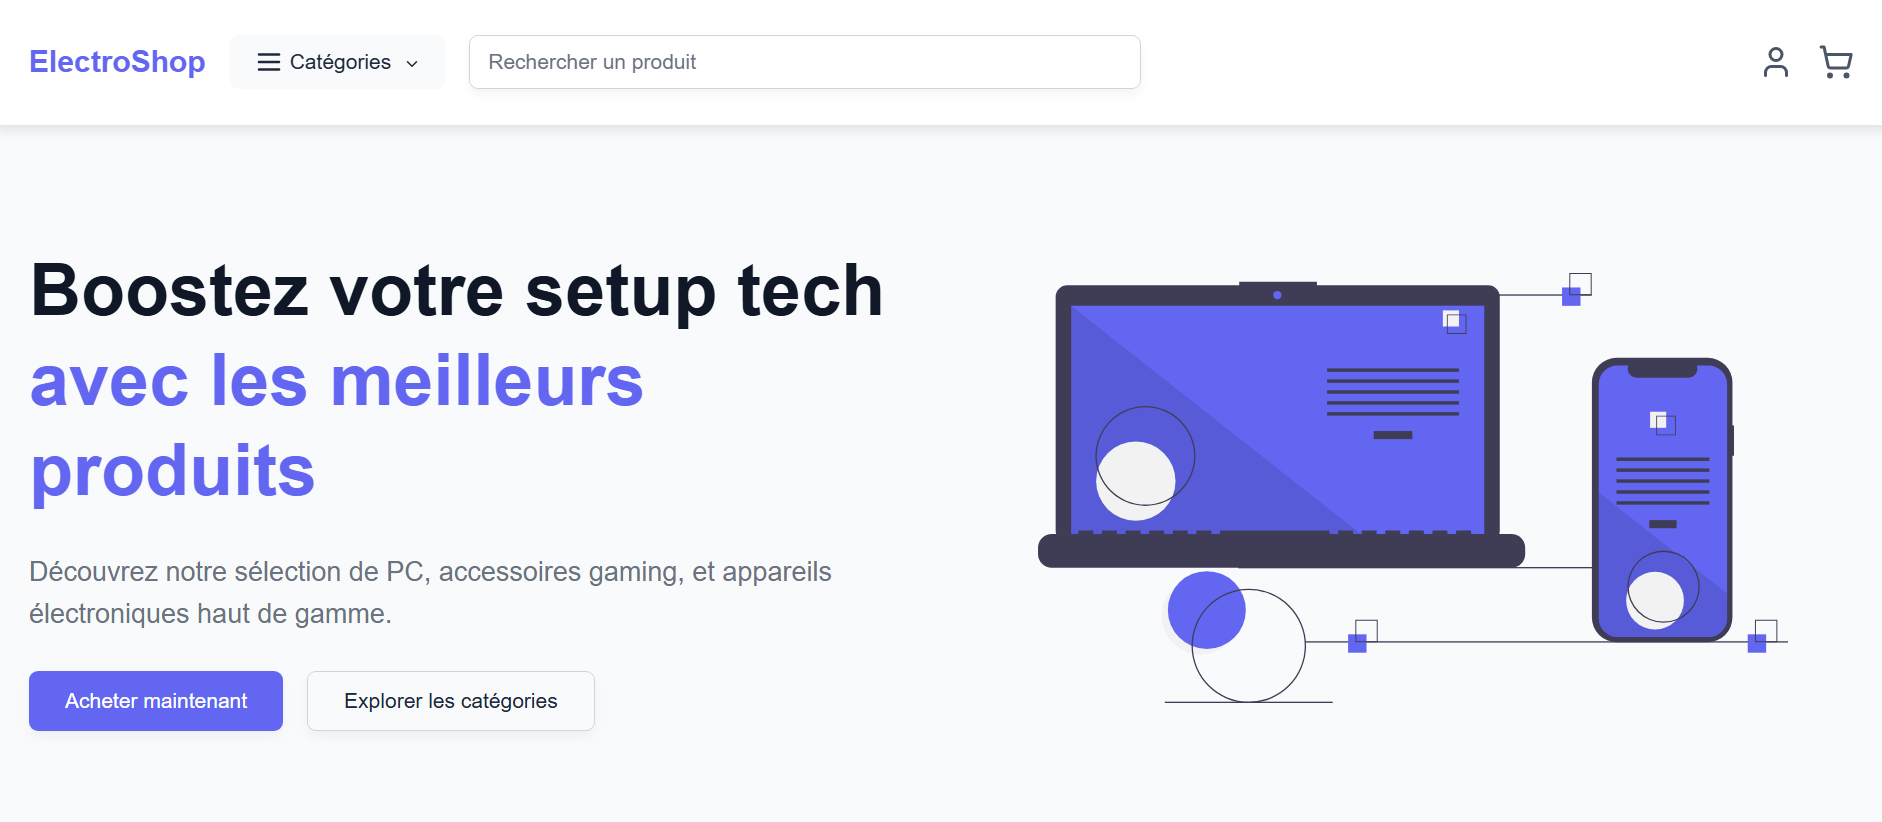 ElectroShop
Catégories
Rechercher un produit
Boostez votre setup tech
avec les meilleurs
produits
Découvrez notre sélection de PC, accessoires gaming, et appareils
électroniques haut de gamme.
Acheter maintenant
Explorer les catégories